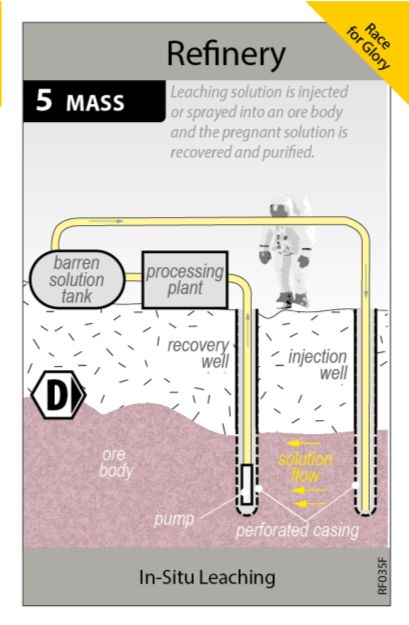 Race
for Glory
Refinery
5 MASS
Leaching solution is injected
or sprayed into an ore body
and the pregnant solution is
recovered and purified.
barren
solution
tank
processing
plant
recovery
well
injection
well
D
ore
body
solution
flow
pump
perforated casing
In-Situ Leaching
RF035F